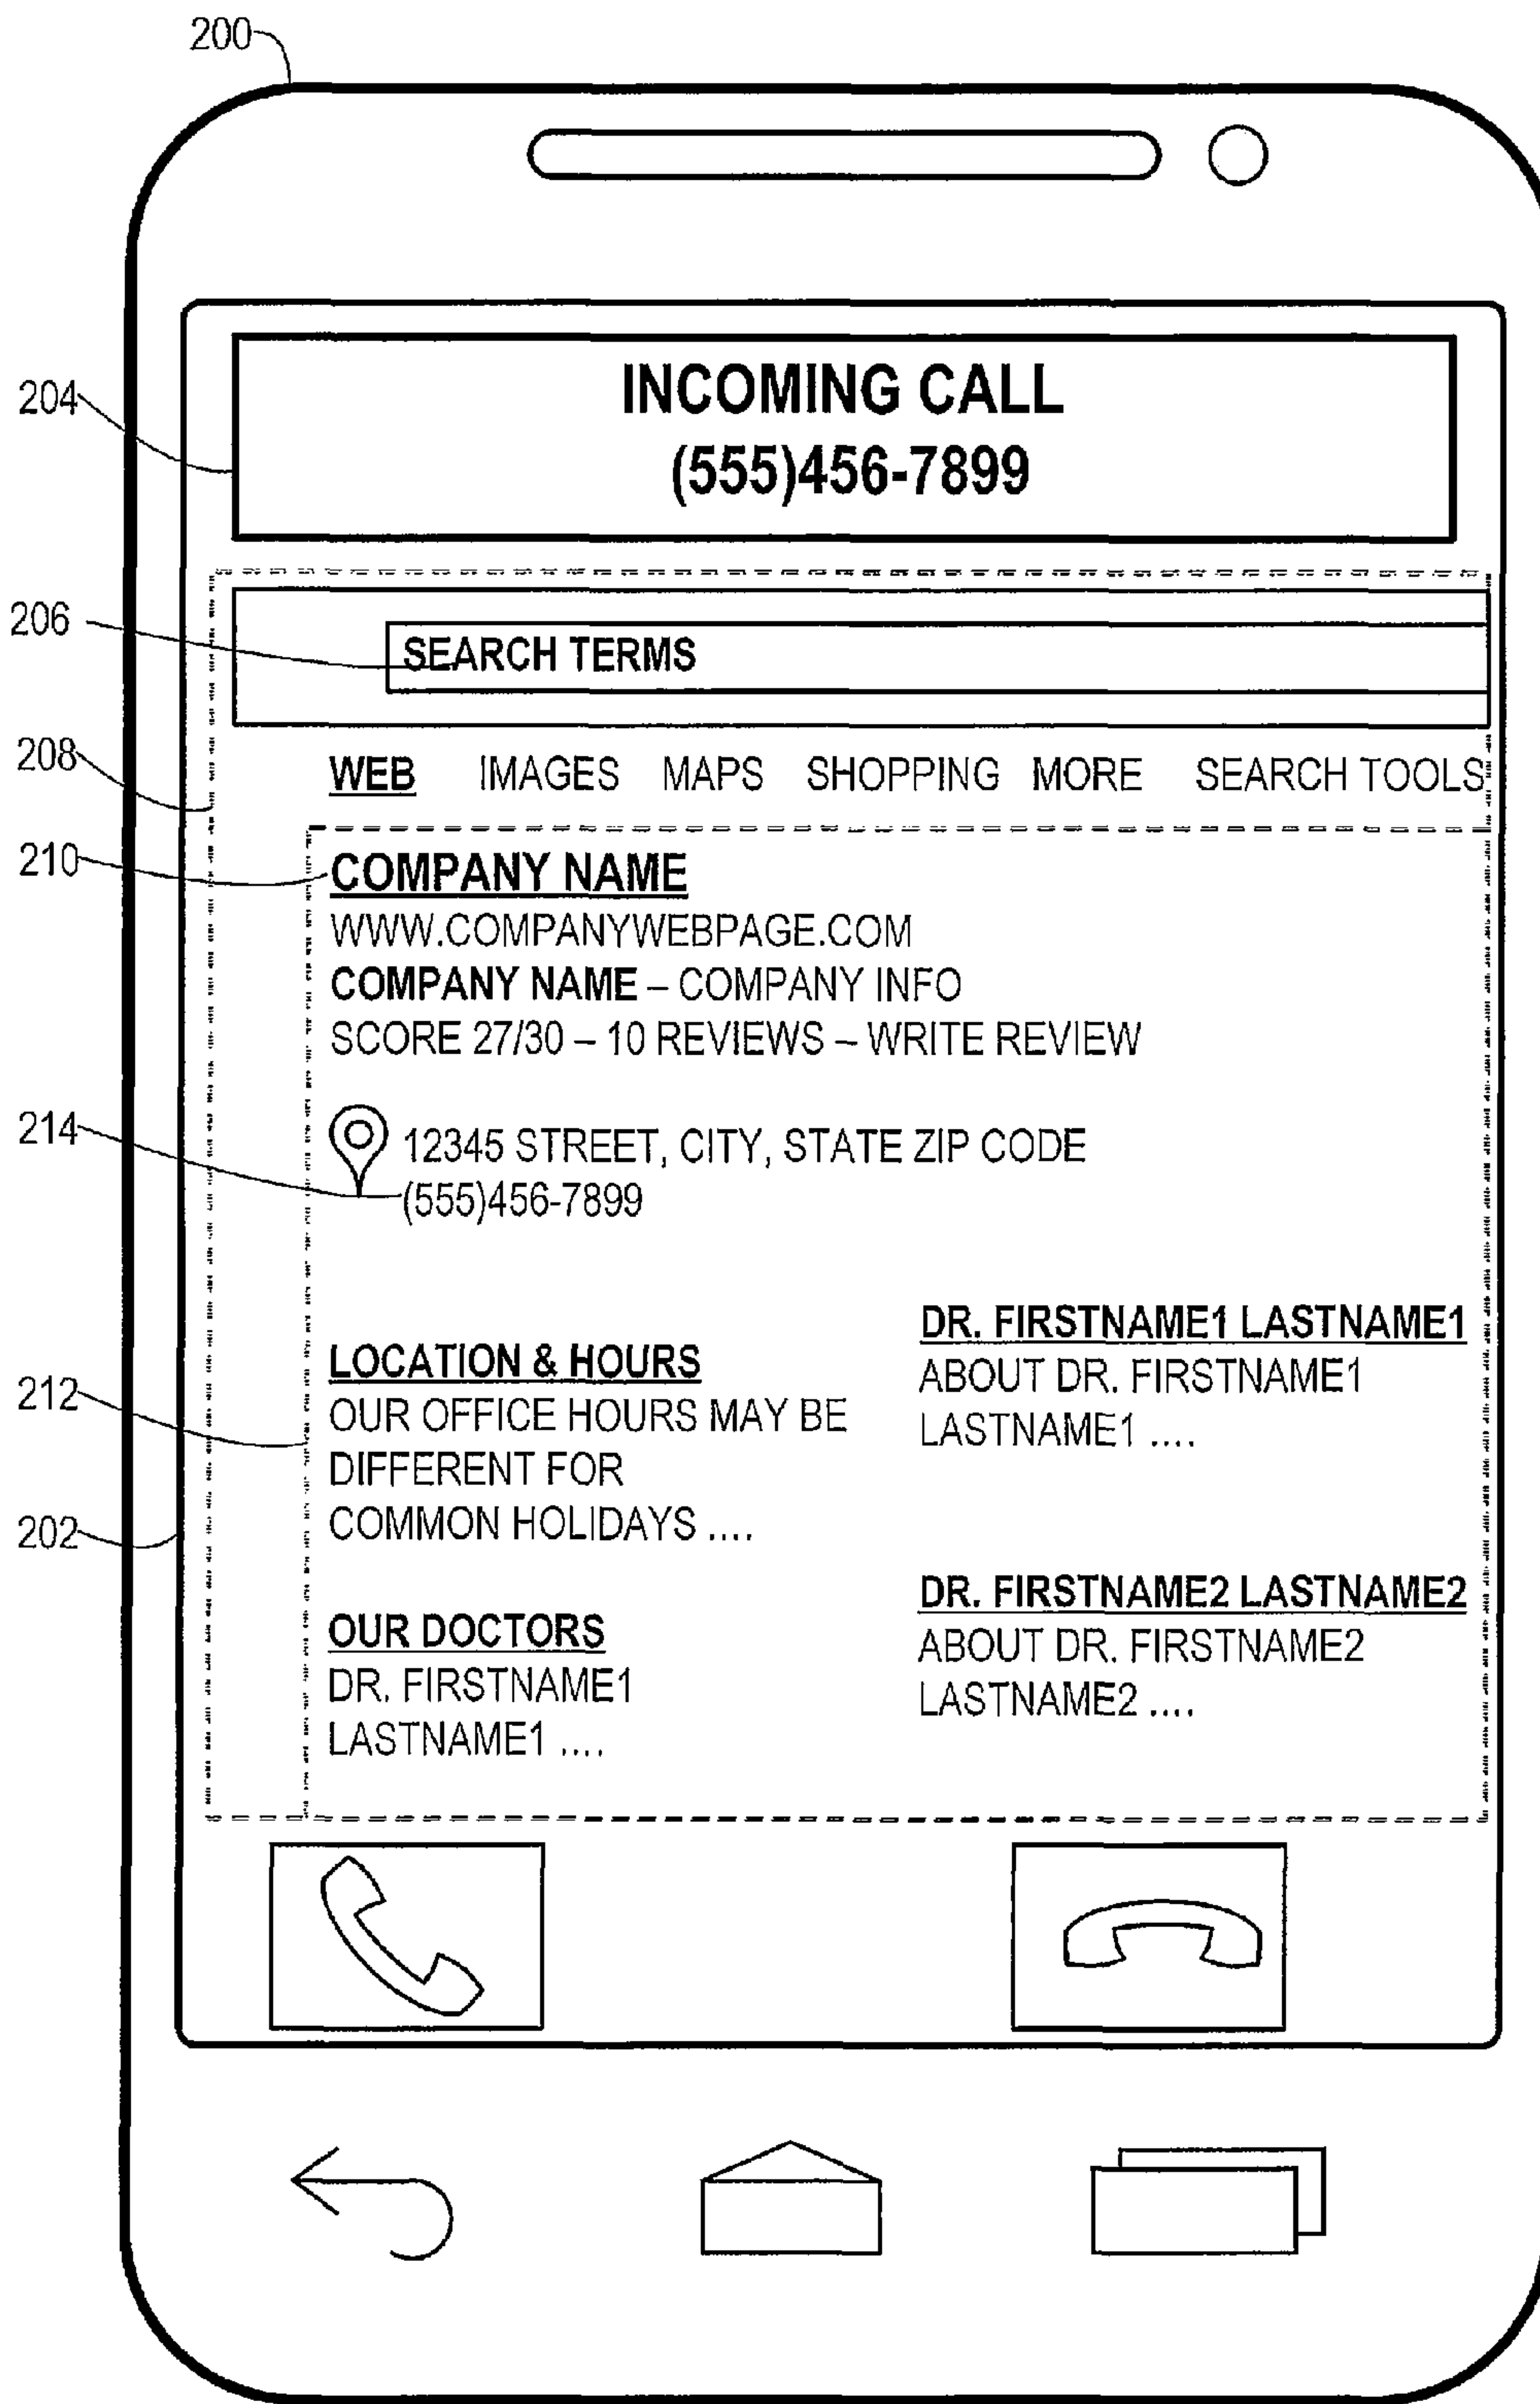 200
204
INCOMING CALL
(555)456-7899
206
SEARCH TERMS
208
WEB IMAGES MAPS SHOPPING MORE SEARCH TOOLS
210
COMPANY NAME
WWW.COMPANYWEBPAGE.COM
COMPANY NAME – COMPANY INFO
SCORE 27/30 – 10 REVIEWS – WRITE REVIEW
214
12345 STREET, CITY, STATE ZIP CODE
(555)456-7899
212
202
LOCATION & HOURS
OUR OFFICE HOURS MAY BE
DIFFERENT FOR
COMMON HOLIDAYS ....
OUR DOCTORS
DR. FIRSTNAME1
LASTNAME1 ....
DR. FIRSTNAME1 LASTNAME1
ABOUT DR. FIRSTNAME1
LASTNAME1 ....
DR. FIRSTNAME2 LASTNAME2
ABOUT DR. FIRSTNAME2
LASTNAME2 ....